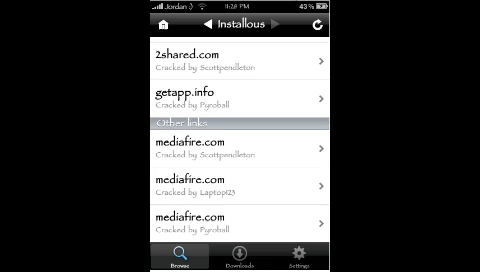 Jordan :) 11:28 PM 43%
Installous
2shared.com
Cracked by Scottpendleton
getapp.info
Cracked by Pyroball
Other links
mediafire.com
Cracked by Scottpendleton
mediafire.com
Cracked by Laptop123
mediafire.com
Cracked by Pyroball
Browse Downloads Settings